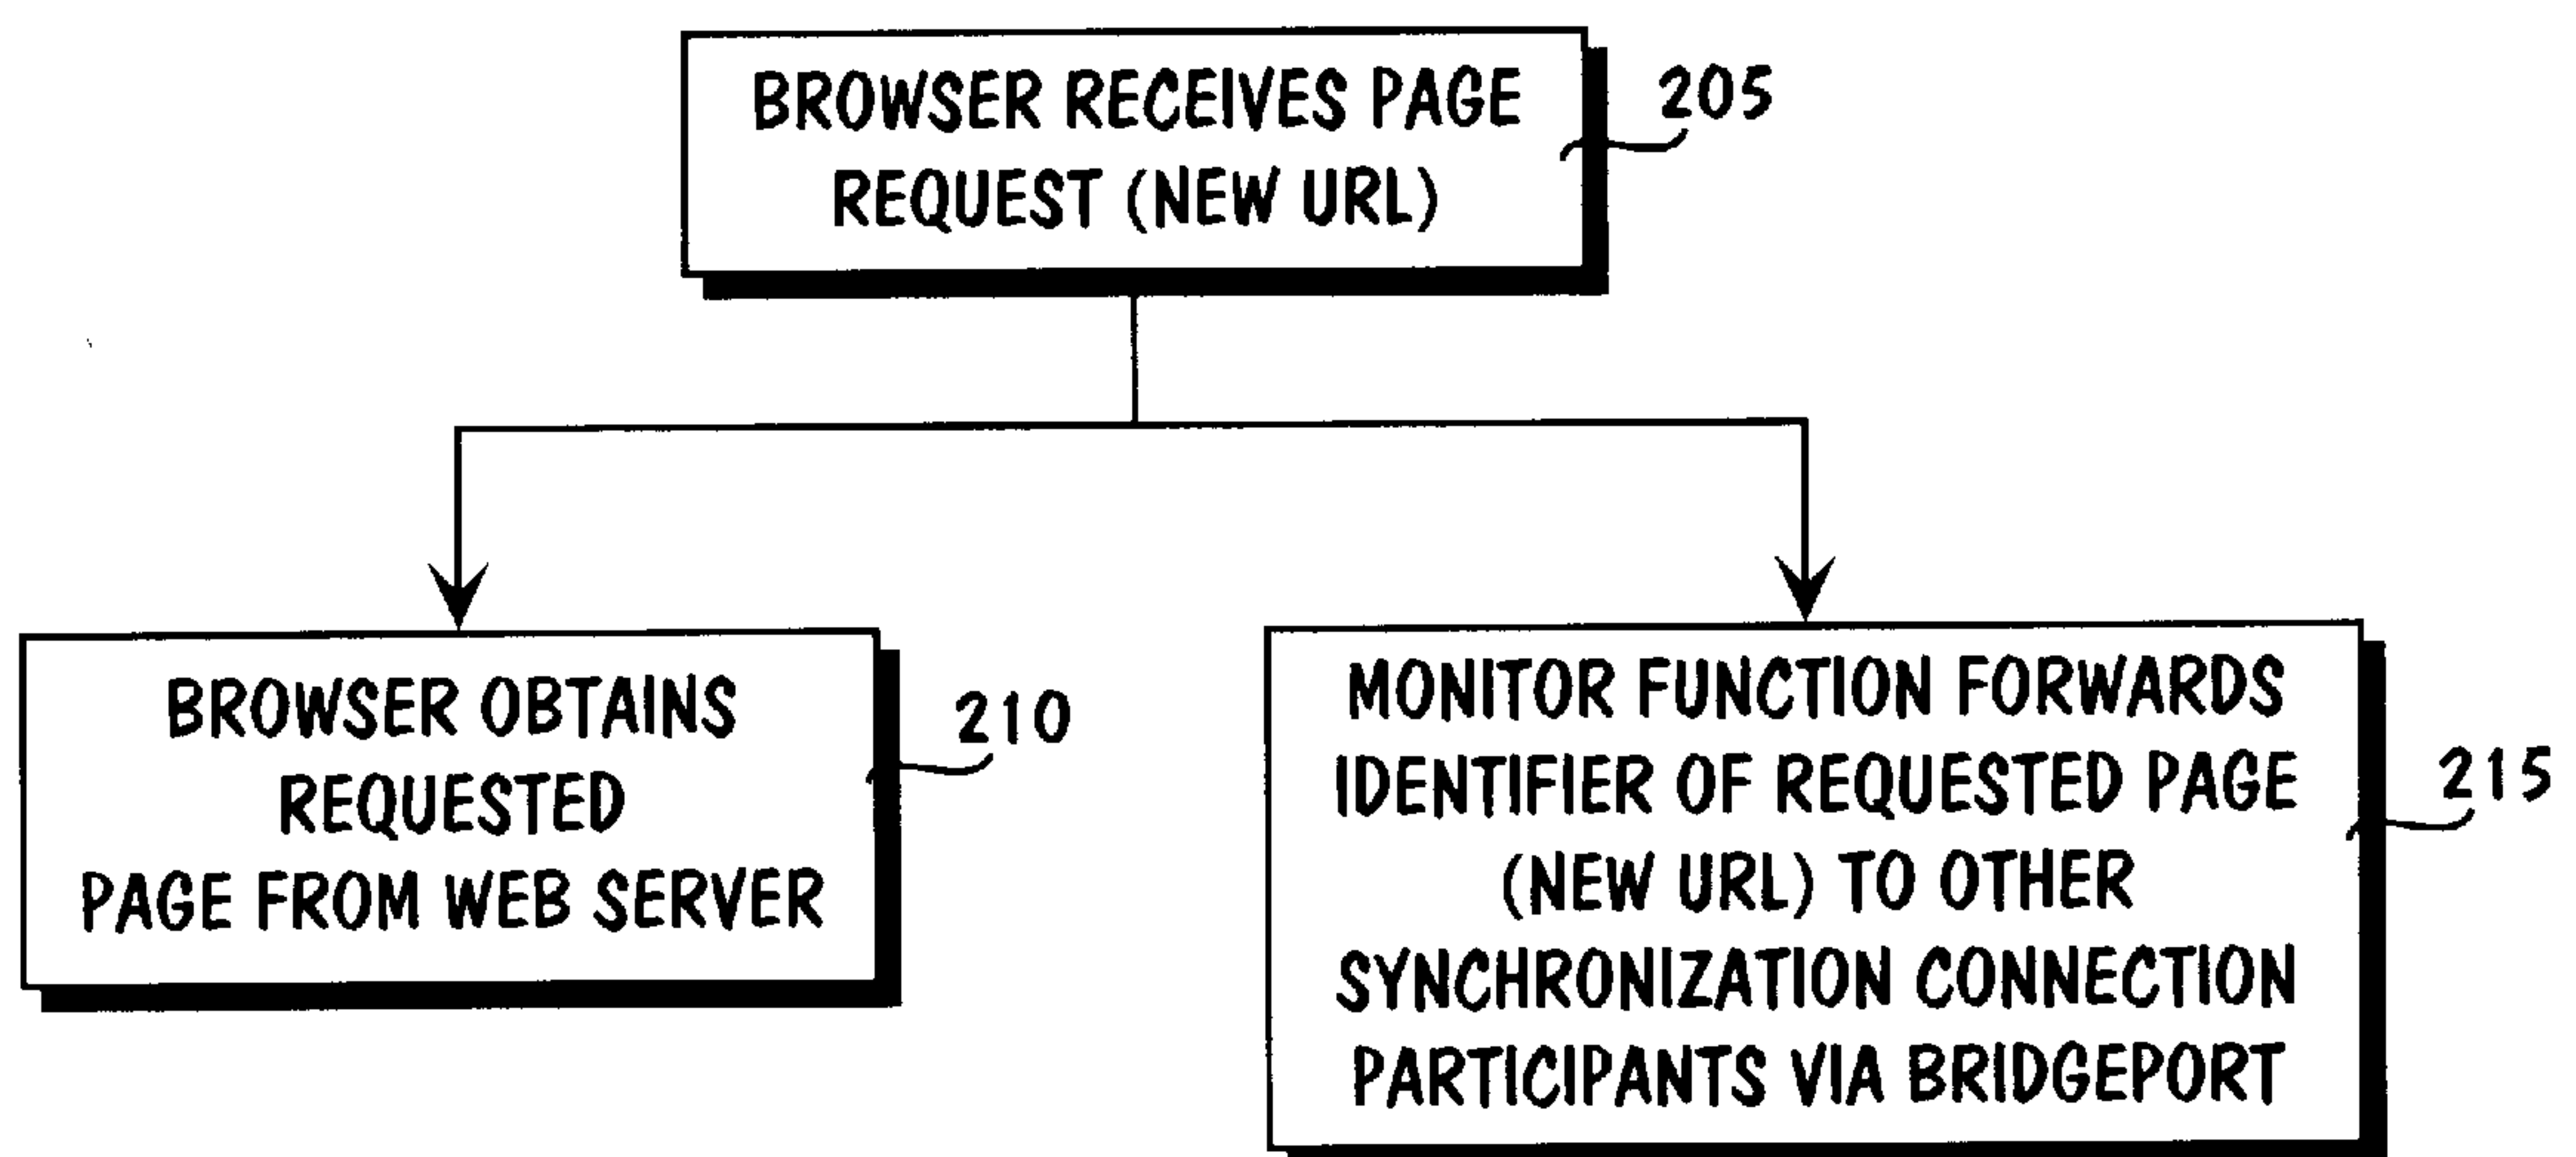 BROWSER RECEIVES PAGE
REQUEST (NEW URL)
205
BROWSER OBTAINS
REQUESTED
PAGE FROM WEB SERVER
210
MONITOR FUNCTION FORWARDS
IDENTIFIER OF REQUESTED PAGE
(NEW URL) TO OTHER
SYNCHRONIZATION CONNECTION
PARTICIPANTS VIA BRIDGEPORT
215